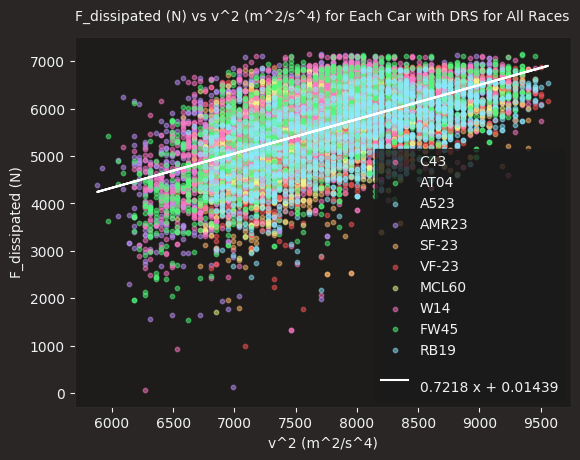 F_dissipated (N) vs v^2 (m^2/s^4) for Each Car with DRS for All Races
F_dissipated (N)
7000
6000
5000
4000
3000
2000
1000
0
C43
AT04
A523
AMR23
SF-23
VF-23
MCL60
W14
FW45
RB19
0.7218 x + 0.01439
6000
6500
7000
7500
8000
8500
9000
9500
v^2 (m^2/s^4)